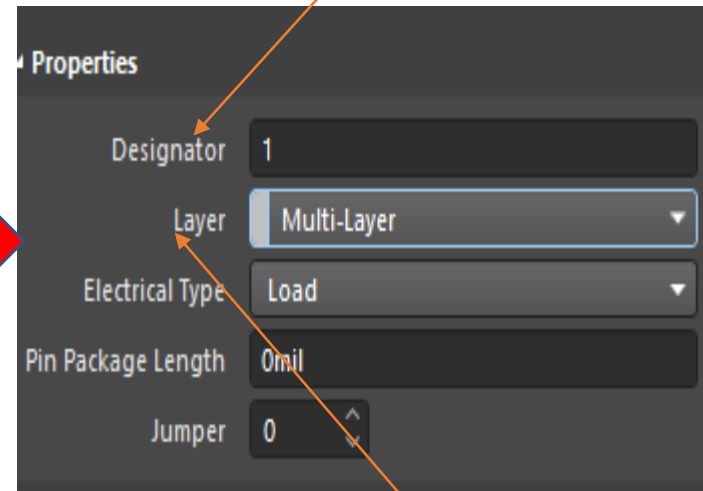 Properties
Designator 1
Layer Multi-Layer
Electrical Type Load
Pin Package Length 0mil
Jumper 0